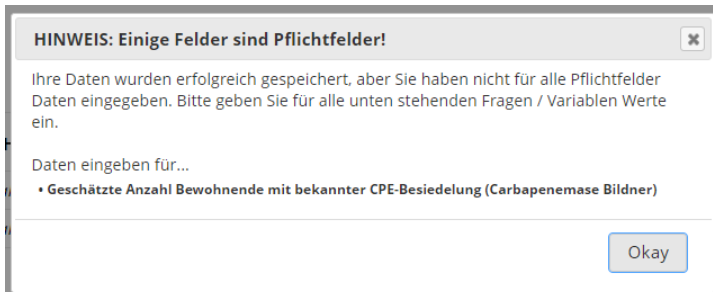 HINWEIS: Einige Felder sind Pflichtfelder!
Ihre Daten wurden erfolgreich gespeichert, aber Sie haben nicht für alle Pflichtfelder
Daten eingegeben. Bitte geben Sie für alle unten stehenden Fragen / Variablen Werte
ein.
Daten eingeben für...
• Geschätzte Anzahl Bewohnende mit bekannter CPE-Besiedelung (Carbapenemase Bildner)
Okay